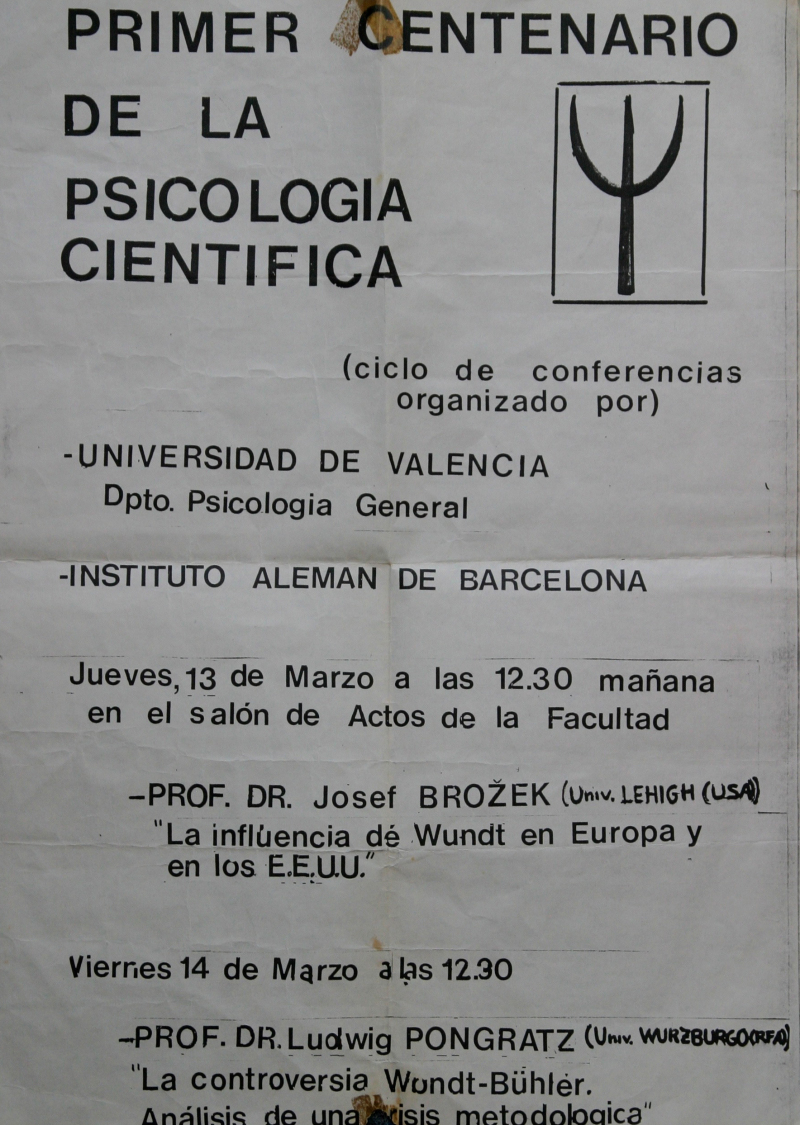 PRIMER CENTENARIO
DE LA
PSICOLOGIA
CIENTIFICA
(ciclo de conferencias
organizado por)
-UNIVERSIDAD DE VALENCIA
Dpto. Psicologia General
-INSTITUTO ALEMAN DE BARCELONA
Jueves, 13 de Marzo a las 12.30 mañana
en el salón de Actos de la Facultad
-PROF. DR. Josef BROŽEK (Univ. LEHIGH (USA))
"La influencia de Wundt en Europa y
en los E.E.U.U."
Viernes 14 de Marzo a las 12.30
-PROF. DR. Ludwig PONGRATZ (Univ. WURZBURGO(RFA)
"La controversia Wundt-Bühler.
Análisis de una crisis metodologica"